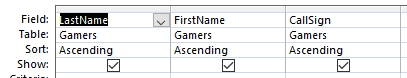 Field: LastName FirstName CallSign
Table: Gamers Gamers Gamers
Sort: Ascending Ascending Ascending
Show:
Criteria: